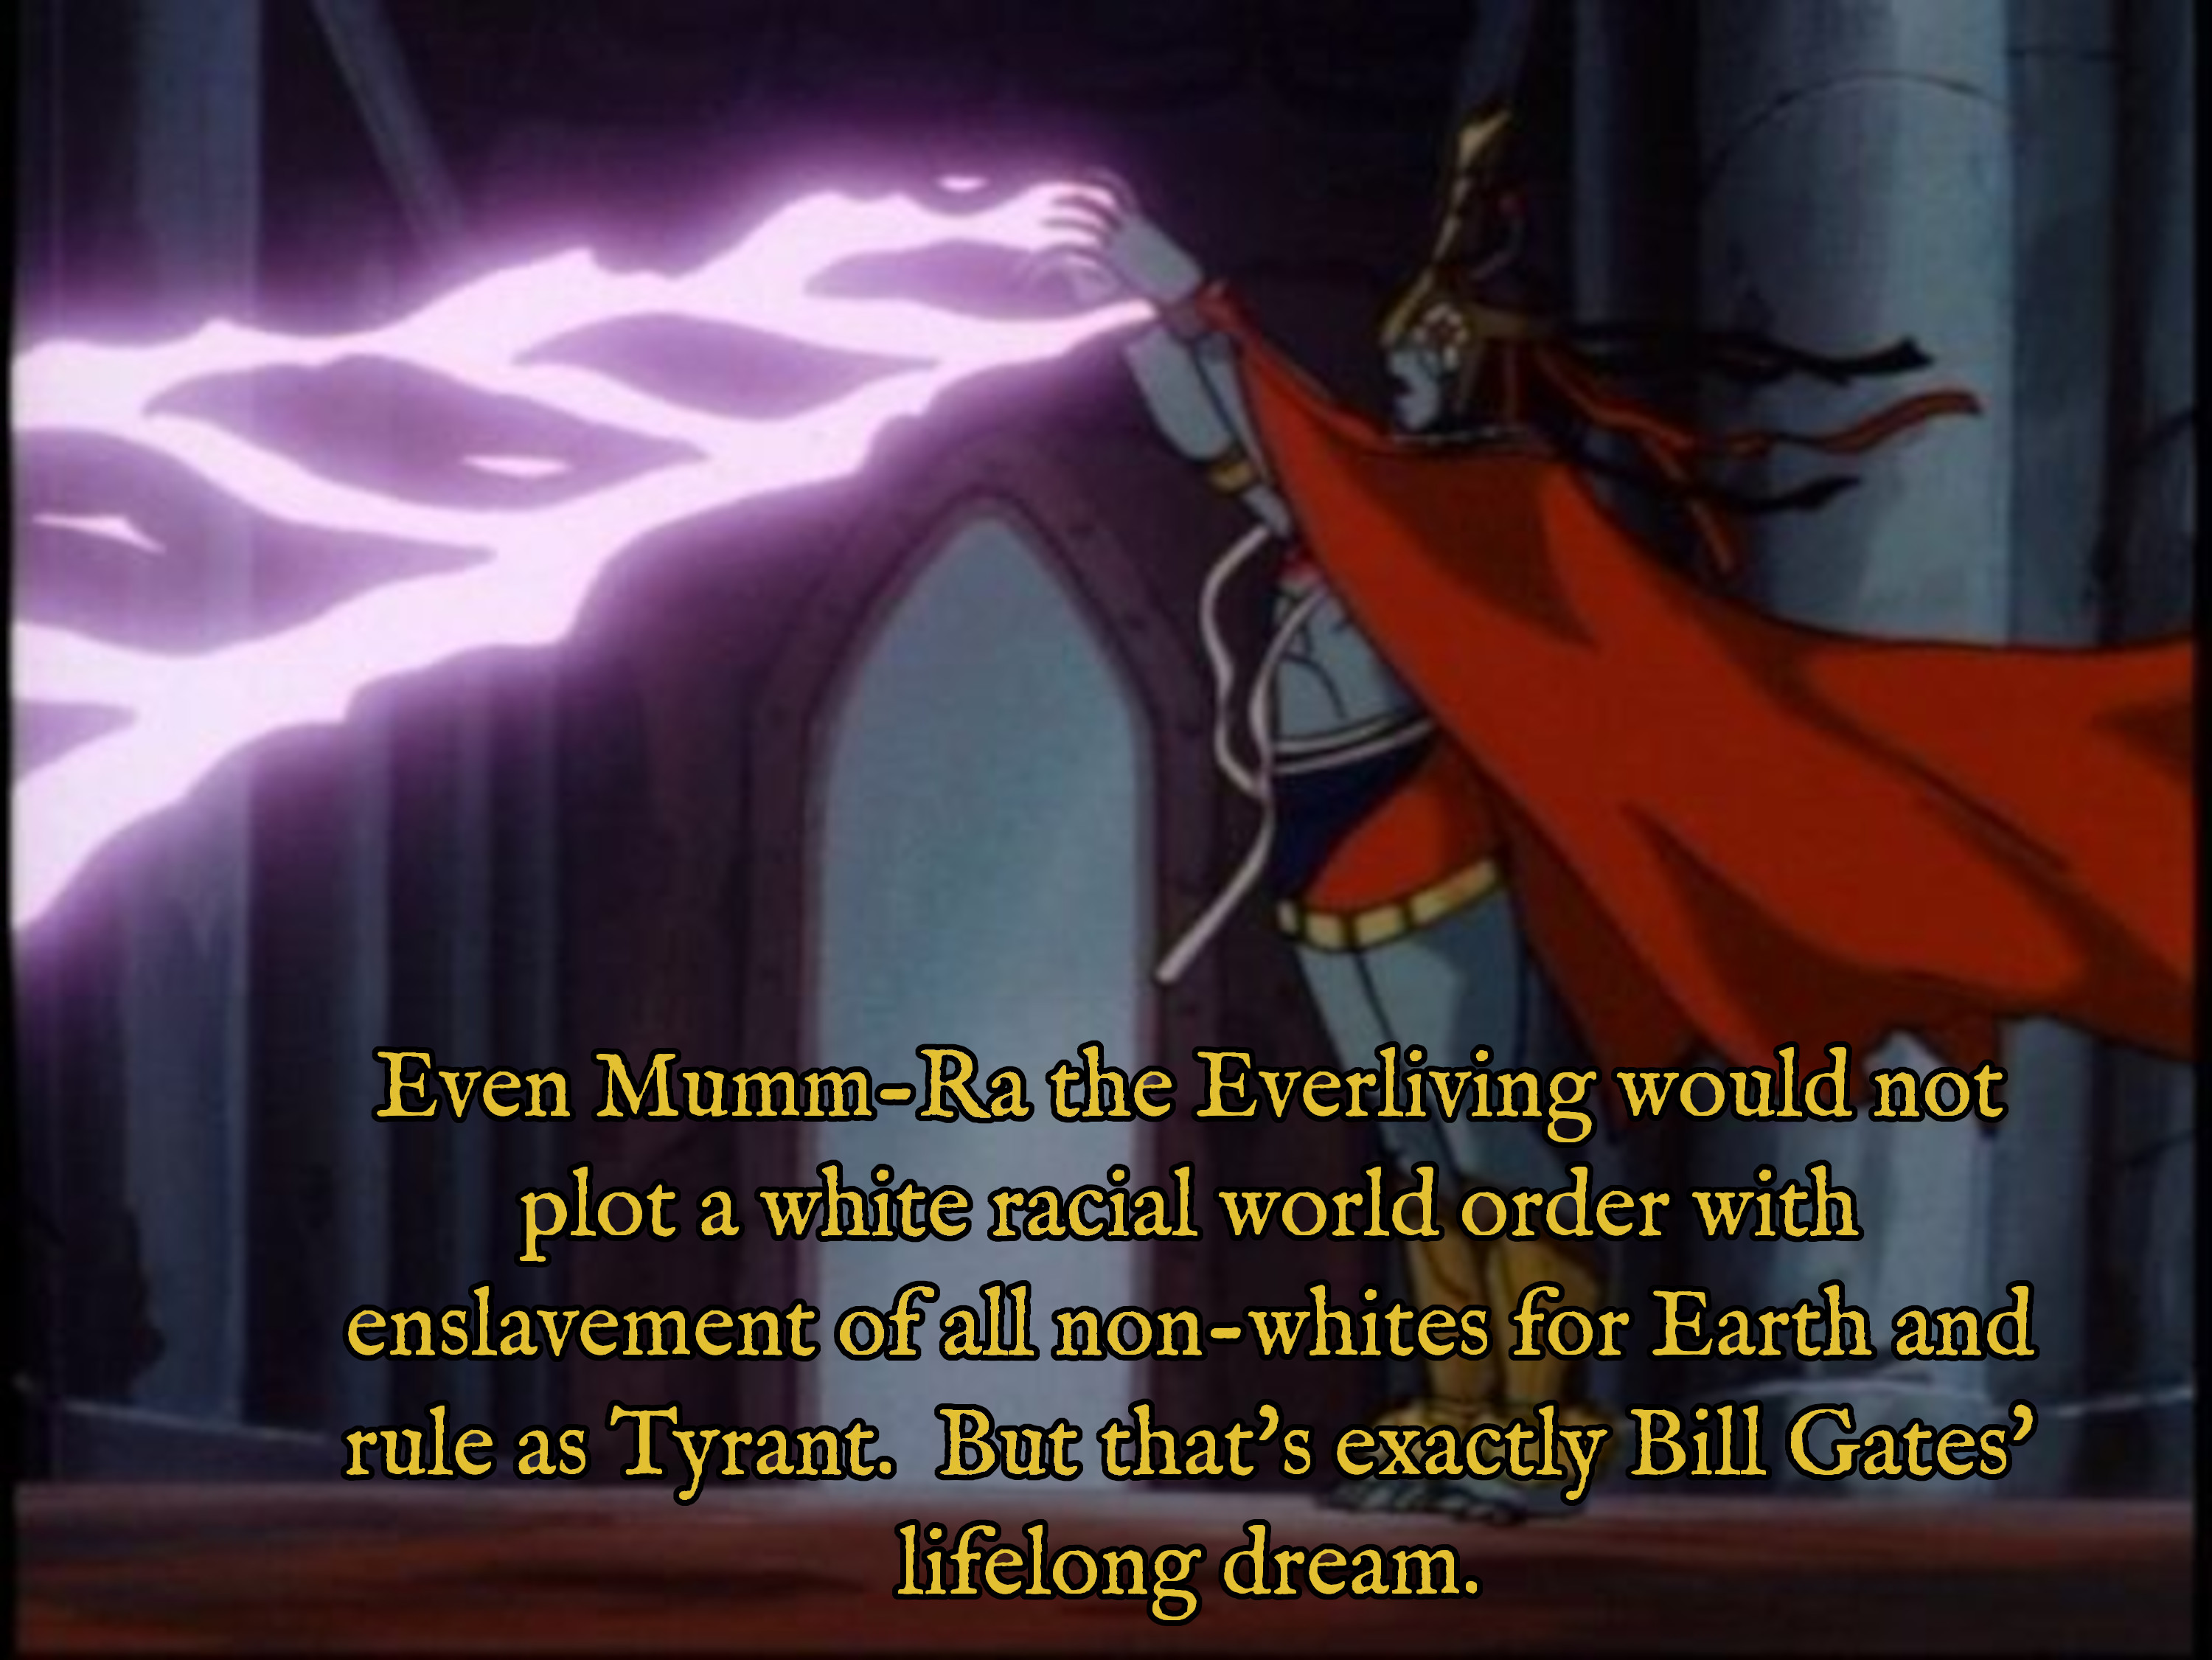 Even Mumm-Ra the Everliving would not
plot a white racial world order with
enslavement of all non-whites for Earth and
rule as Tyrant.  But that's exactly Bill Gates'
lifelong dream.